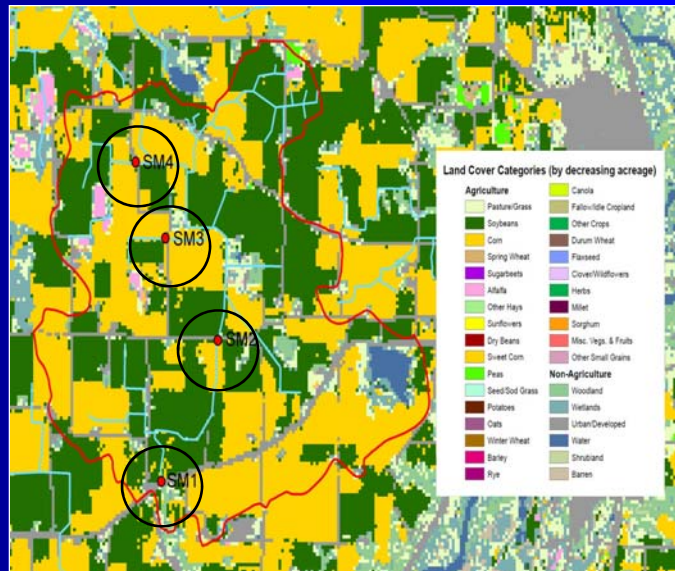 SM4
SM3
SM2
SM1
Land Cover Categories (by decreasing acreage)
Agriculture
Pasture/Grass
Soybeans
Corn
Spring Wheat
Sugarbeets
Alfalfa
Other Hays
Sunflowers
Dry Beans
Sweet Corn
Peas
Seed/Sod Grass
Potatoes
Oats
Winter Wheat
Barley
Rye
Canola
Fallow/Idle Cropland
Other Crops
Durum Wheat
Flaxseed
Clover/Wildflowers
Herbs
Millet
Sorghum
Misc. Vegs. & Fruits
Other Small Grains
Non-Agriculture
Woodland
Wetlands
Urban/Developed
Water
Shrubland
Barren